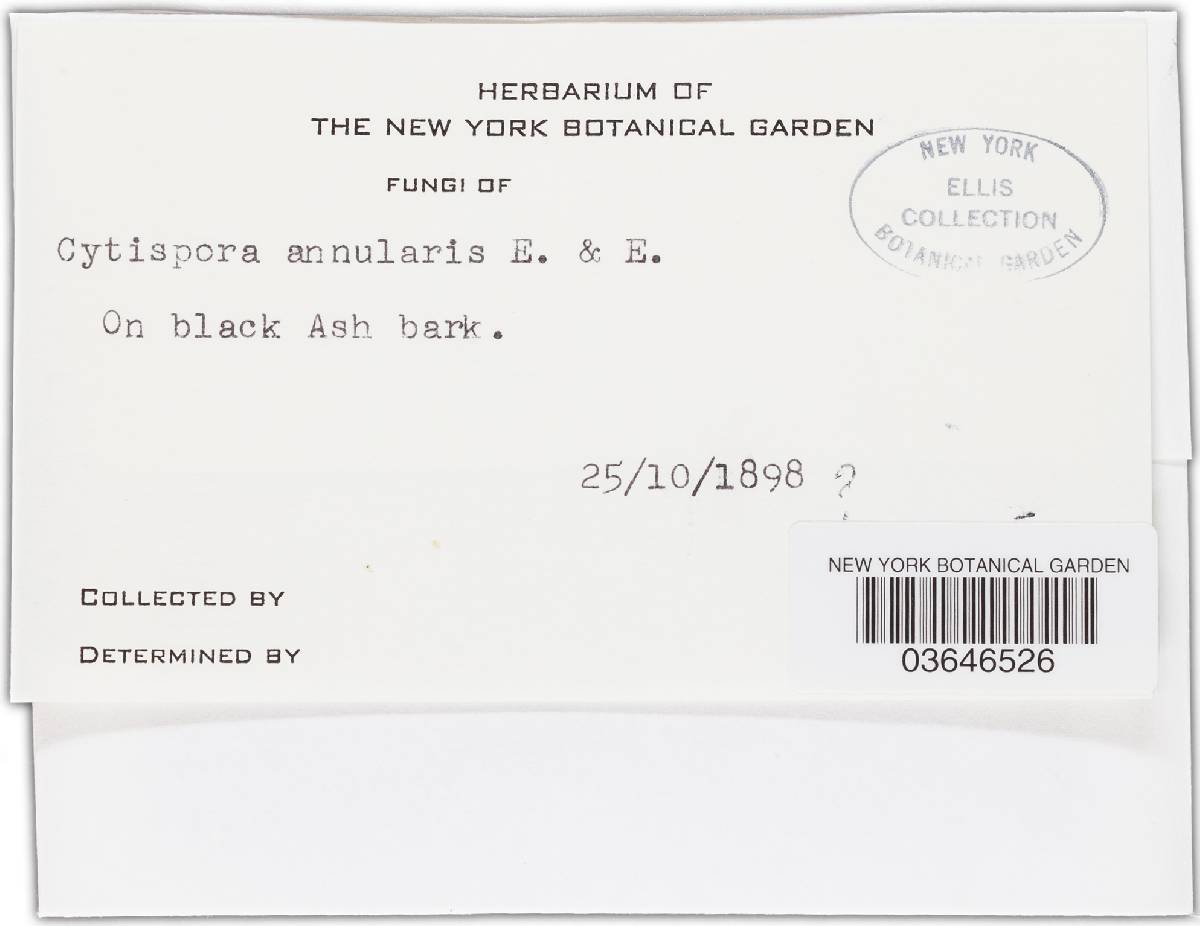 HERBARIUM OF
THE NEW YORK BOTANICAL GARDEN
FUNGI OF
NEW YORK
ELLIS
COLLECTION
BOTANICAL GARDEN
Cytispora annularis E. & E.
On black Ash bark.
25/10/1898 ?
COLLECTED BY
DETERMINED BY
NEW YORK BOTANICAL GARDEN
03646526